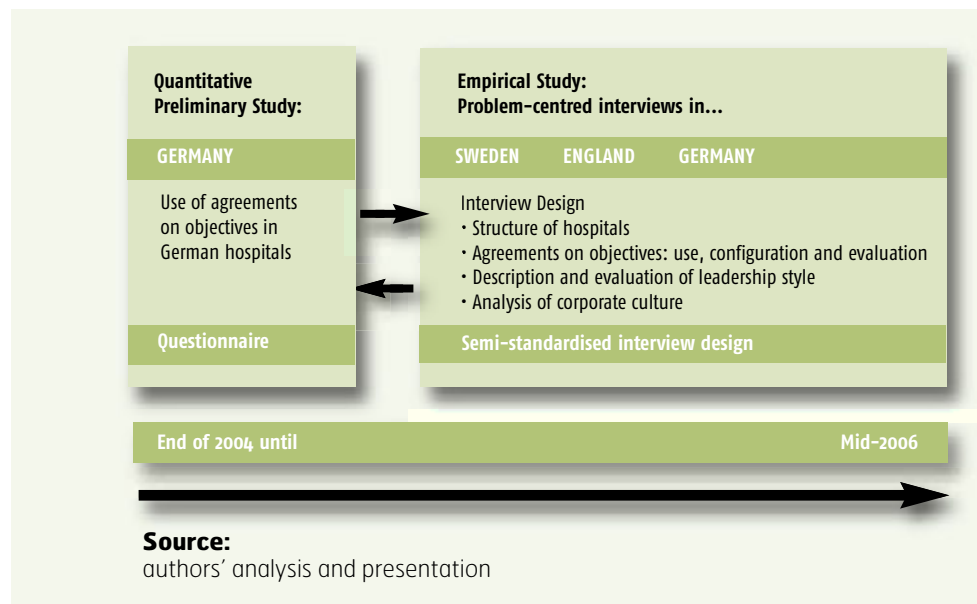 Quantitative
Preliminary Study:
GERMANY
Use of agreements
on objectives in
German hospitals
Questionnaire
Empirical Study:
Problem-centred interviews in...
SWEDEN ENGLAND GERMANY
Interview Design
• Structure of hospitals
• Agreements on objectives: use, configuration and evaluation
• Description and evaluation of leadership style
• Analysis of corporate culture
Semi-standardised interview design
End of 2004 until Mid-2006
Source:
authors' analysis and presentation